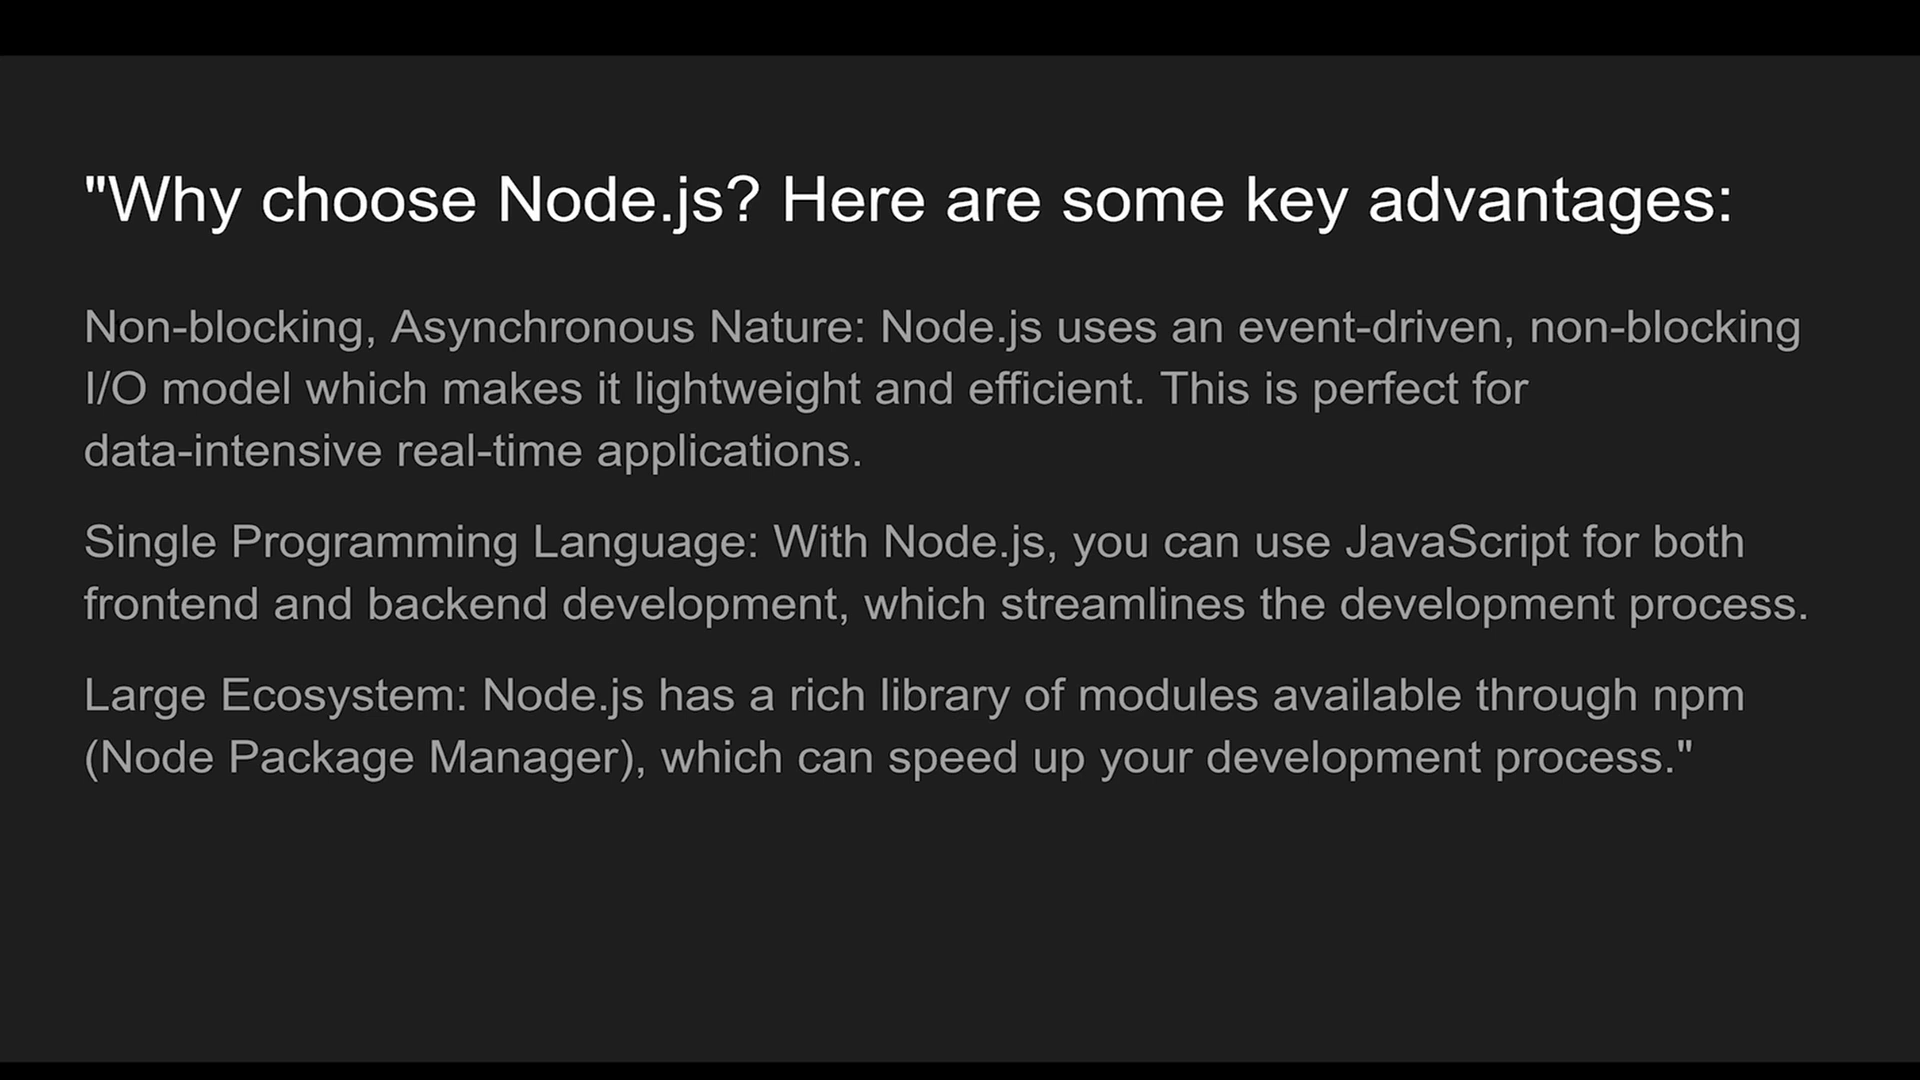 "Why choose Node.js? Here are some key advantages:
Non-blocking, Asynchronous Nature: Node.js uses an event-driven, non-blocking
I/O model which makes it lightweight and efficient. This is perfect for
data-intensive real-time applications.
Single Programming Language: With Node.js, you can use JavaScript for both
frontend and backend development, which streamlines the development process.
Large Ecosystem: Node.js has a rich library of modules available through npm
(Node Package Manager), which can speed up your development process."